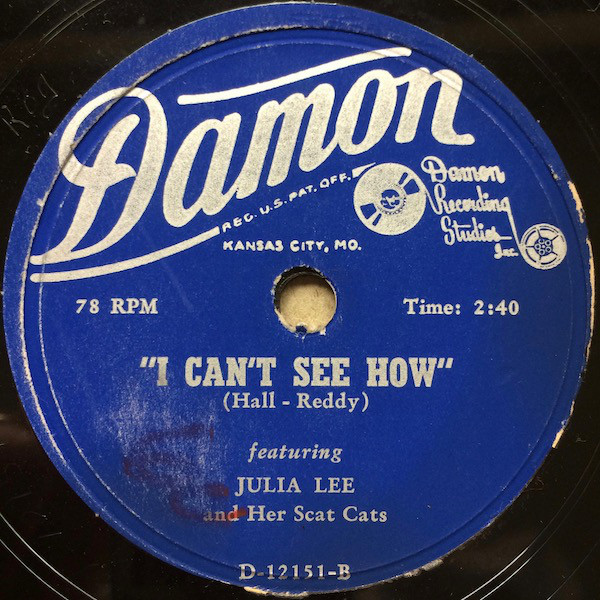 Damon
REG. U.S. PAT. OFF.
KANSAS CITY, MO.
Damon
Recording
Studios
Inc.
78 RPM
Time: 2:40
"I CAN'T SEE HOW"
(Hall - Reddy)
featuring
JULIA LEE
and Her Scat Cats
D-12151-B